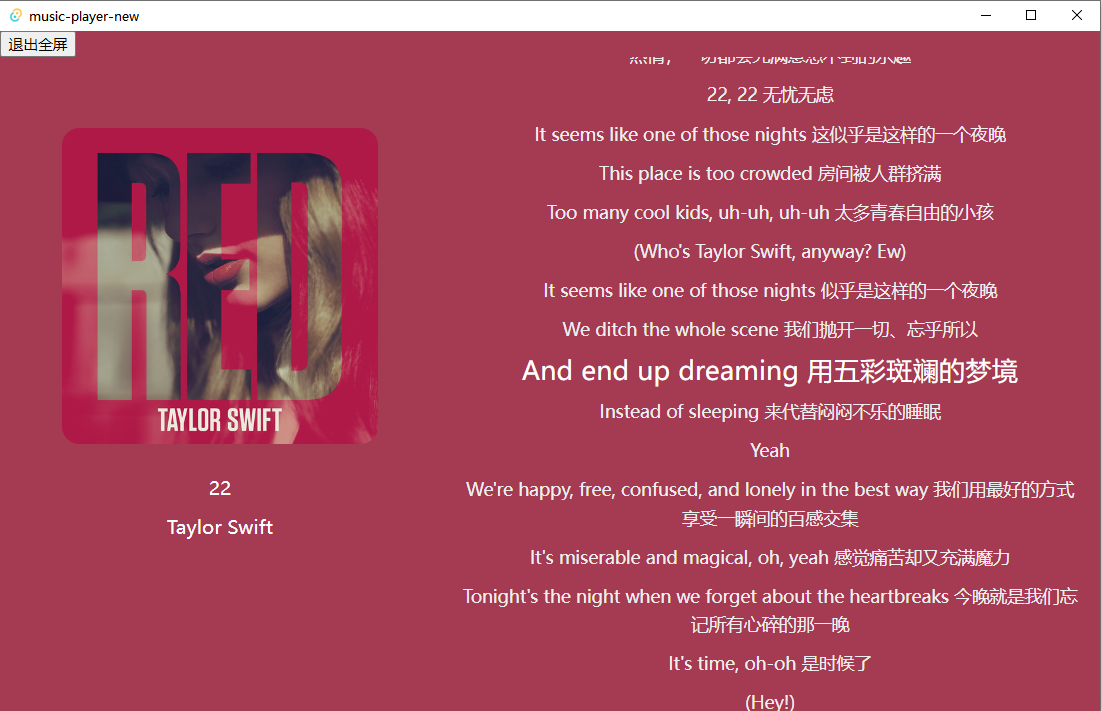 music-player-new
退出全屏
RED
TAYLOR SWIFT
22
Taylor Swift
22, 22 无忧无虑
It seems like one of those nights 这似乎是这样的一个夜晚
This place is too crowded 房间被人群挤满
Too many cool kids, uh-uh, uh-uh 太多青春自由的小孩
(Who's Taylor Swift, anyway? Ew)
It seems like one of those nights 似乎是这样的一个夜晚
We ditch the whole scene 我们抛开一切、忘乎所以
And end up dreaming 用五彩斑斓的梦境
Instead of sleeping 来代替闷闷不乐的睡眠
Yeah
We're happy, free, confused, and lonely in the best way 我们用最好的方式
享受一瞬间的百感交集
It's miserable and magical, oh, yeah 感觉痛苦却又充满魔力
Tonight's the night when we forget about the heartbreaks 今晚就是我们忘
记所有心碎的那一晚
It's time, oh-oh 是时候了
(Hey!)